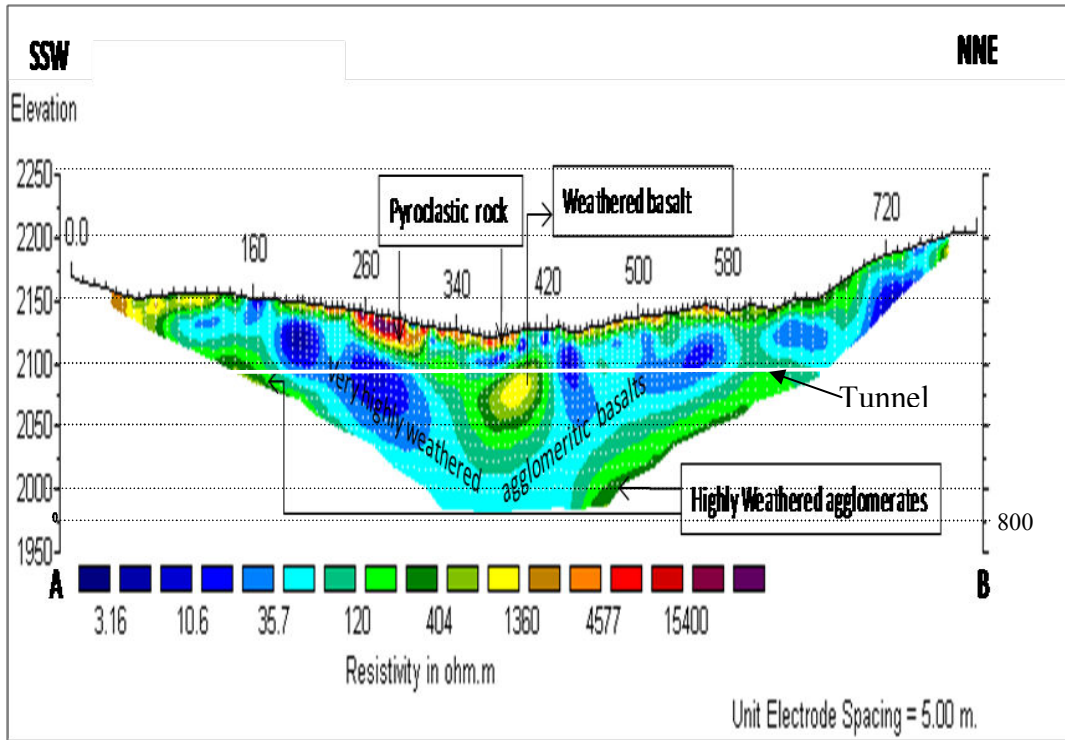 SSW
NNE
Elevation
2250
2200
2150
2100
2050
2000
1950
0.0
160
260
340
420
500
580
720
Pyroclastic rock
Weathered basalt
Very highly weathered
agglomeritic basalts
Tunnel
Highly Weathered agglomerates
800
A
B
3.16 10.6 35.7 120 404 1360 4577 15400
Resistivity in ohm.m
Unit Electrode Spacing = 5.00 m.